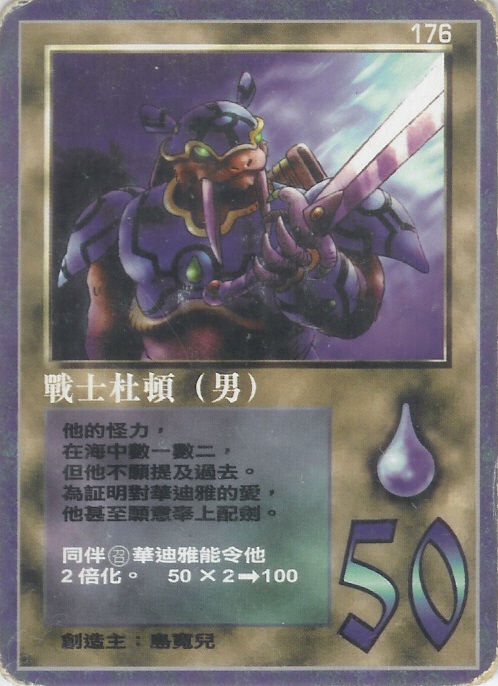 176
戰士杜頓（男）
他的怪力，
在海中數一數二，
但他不願提及過去。
為証明對華迪雅的愛，
他甚至願意奉上配劍。
同伴㊁華迪雅能令他
2倍化。 50×2➡100
50
創造主：島寬兒